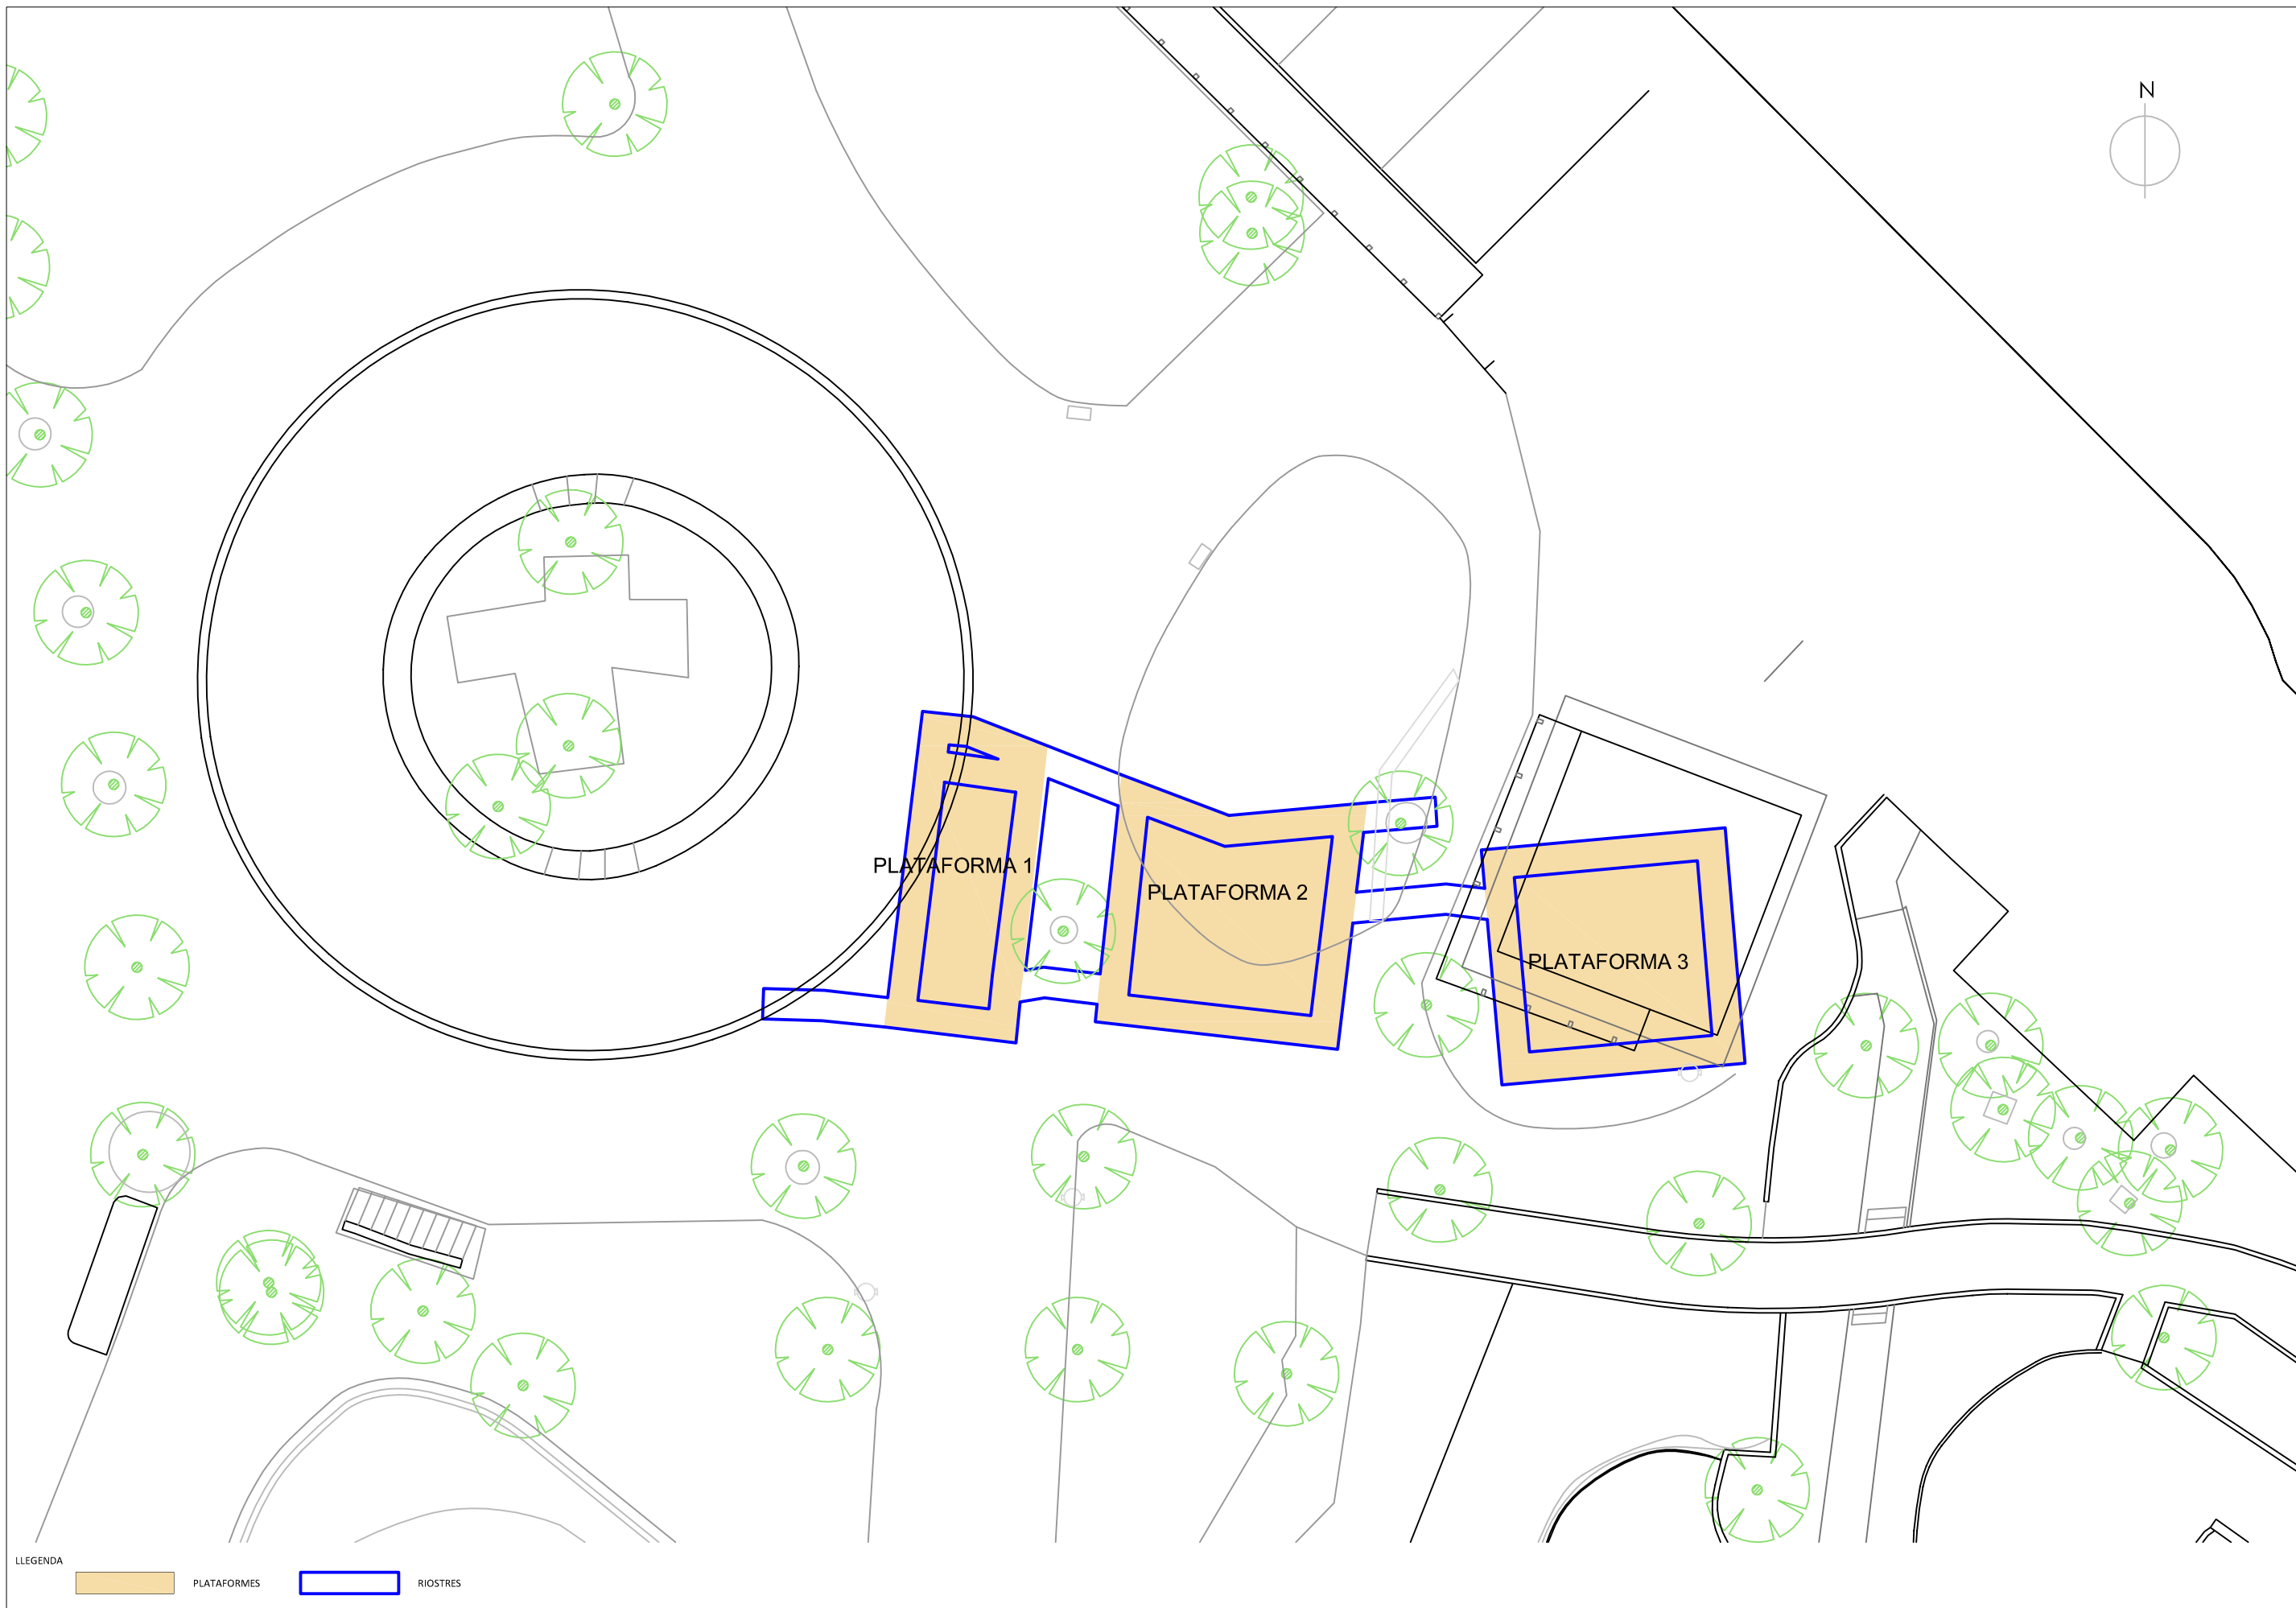 N
PLATAFORMA 1
PLATAFORMA 2
PLATAFORMA 3
LLEGENDA
PLATAFORMES
RIOSTRES